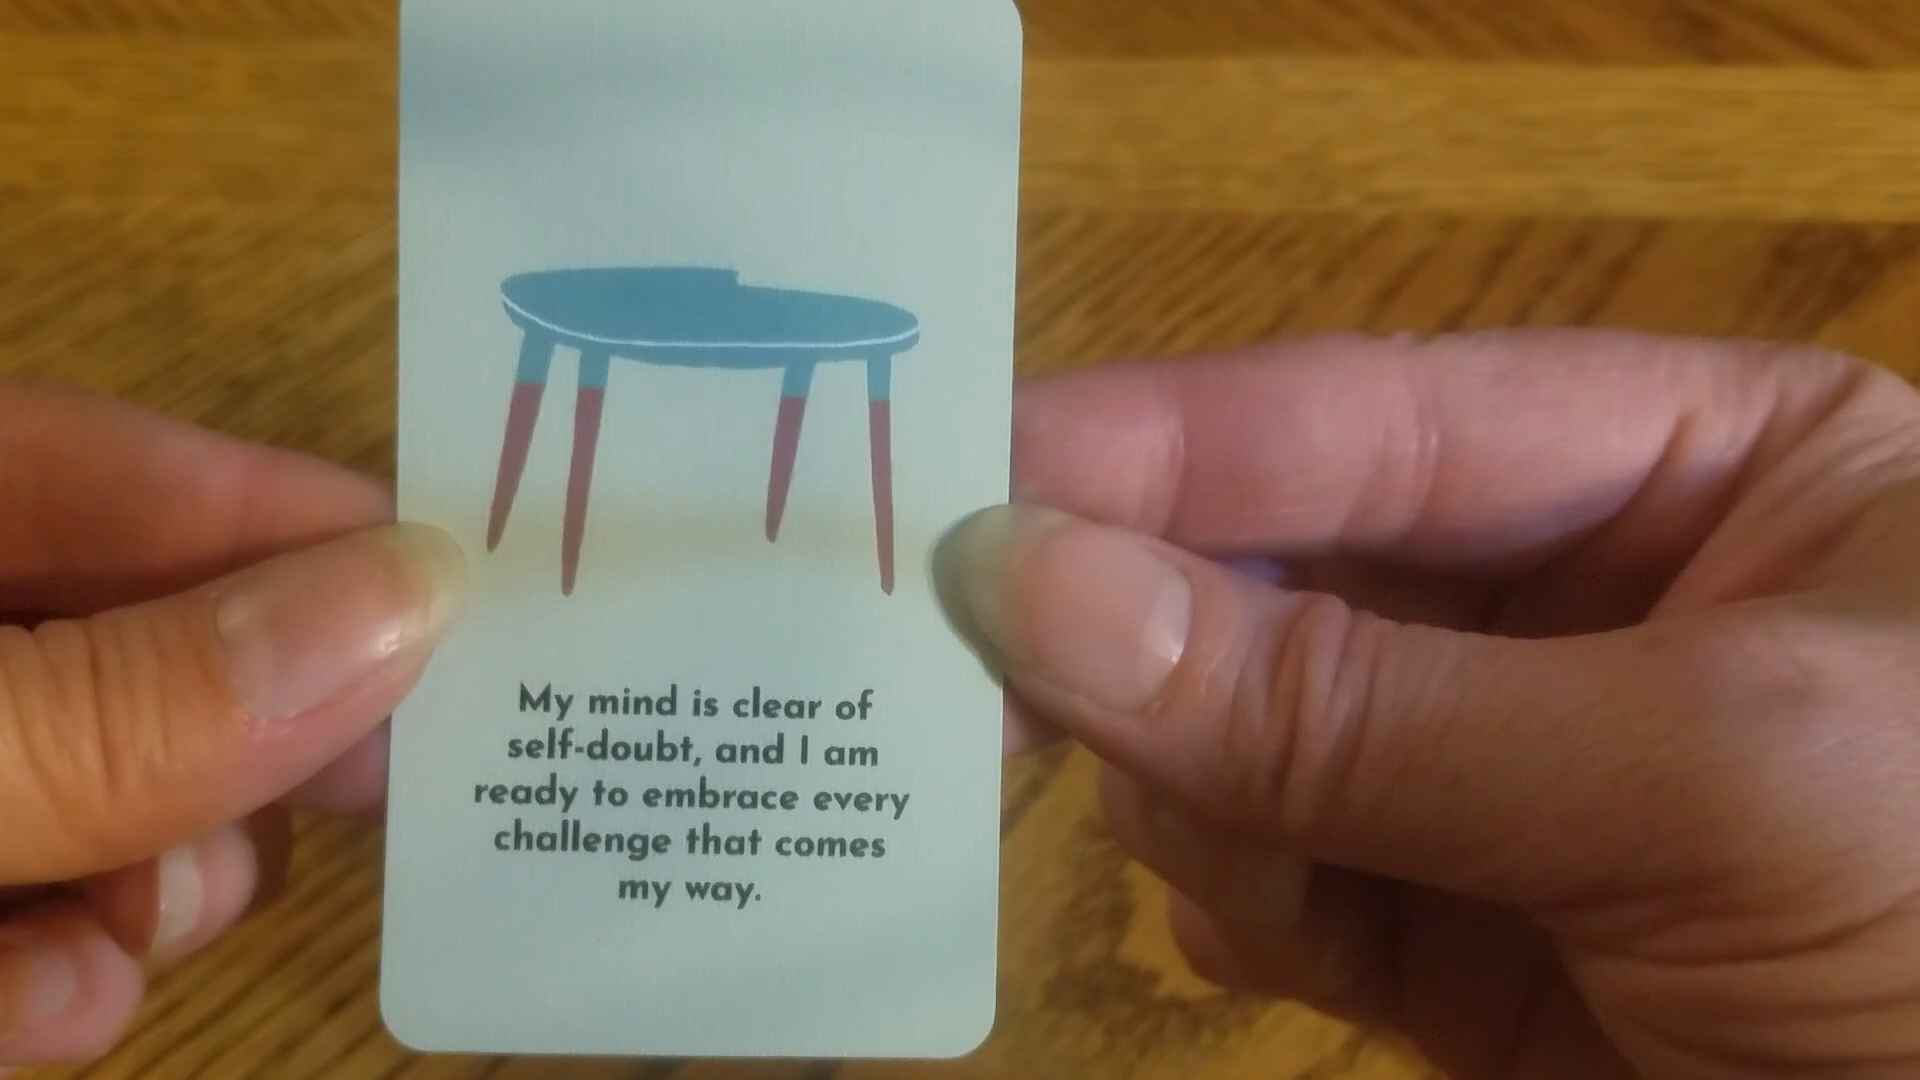 My mind is clear of
self-doubt, and I am
ready to embrace every
challenge that comes
my way.